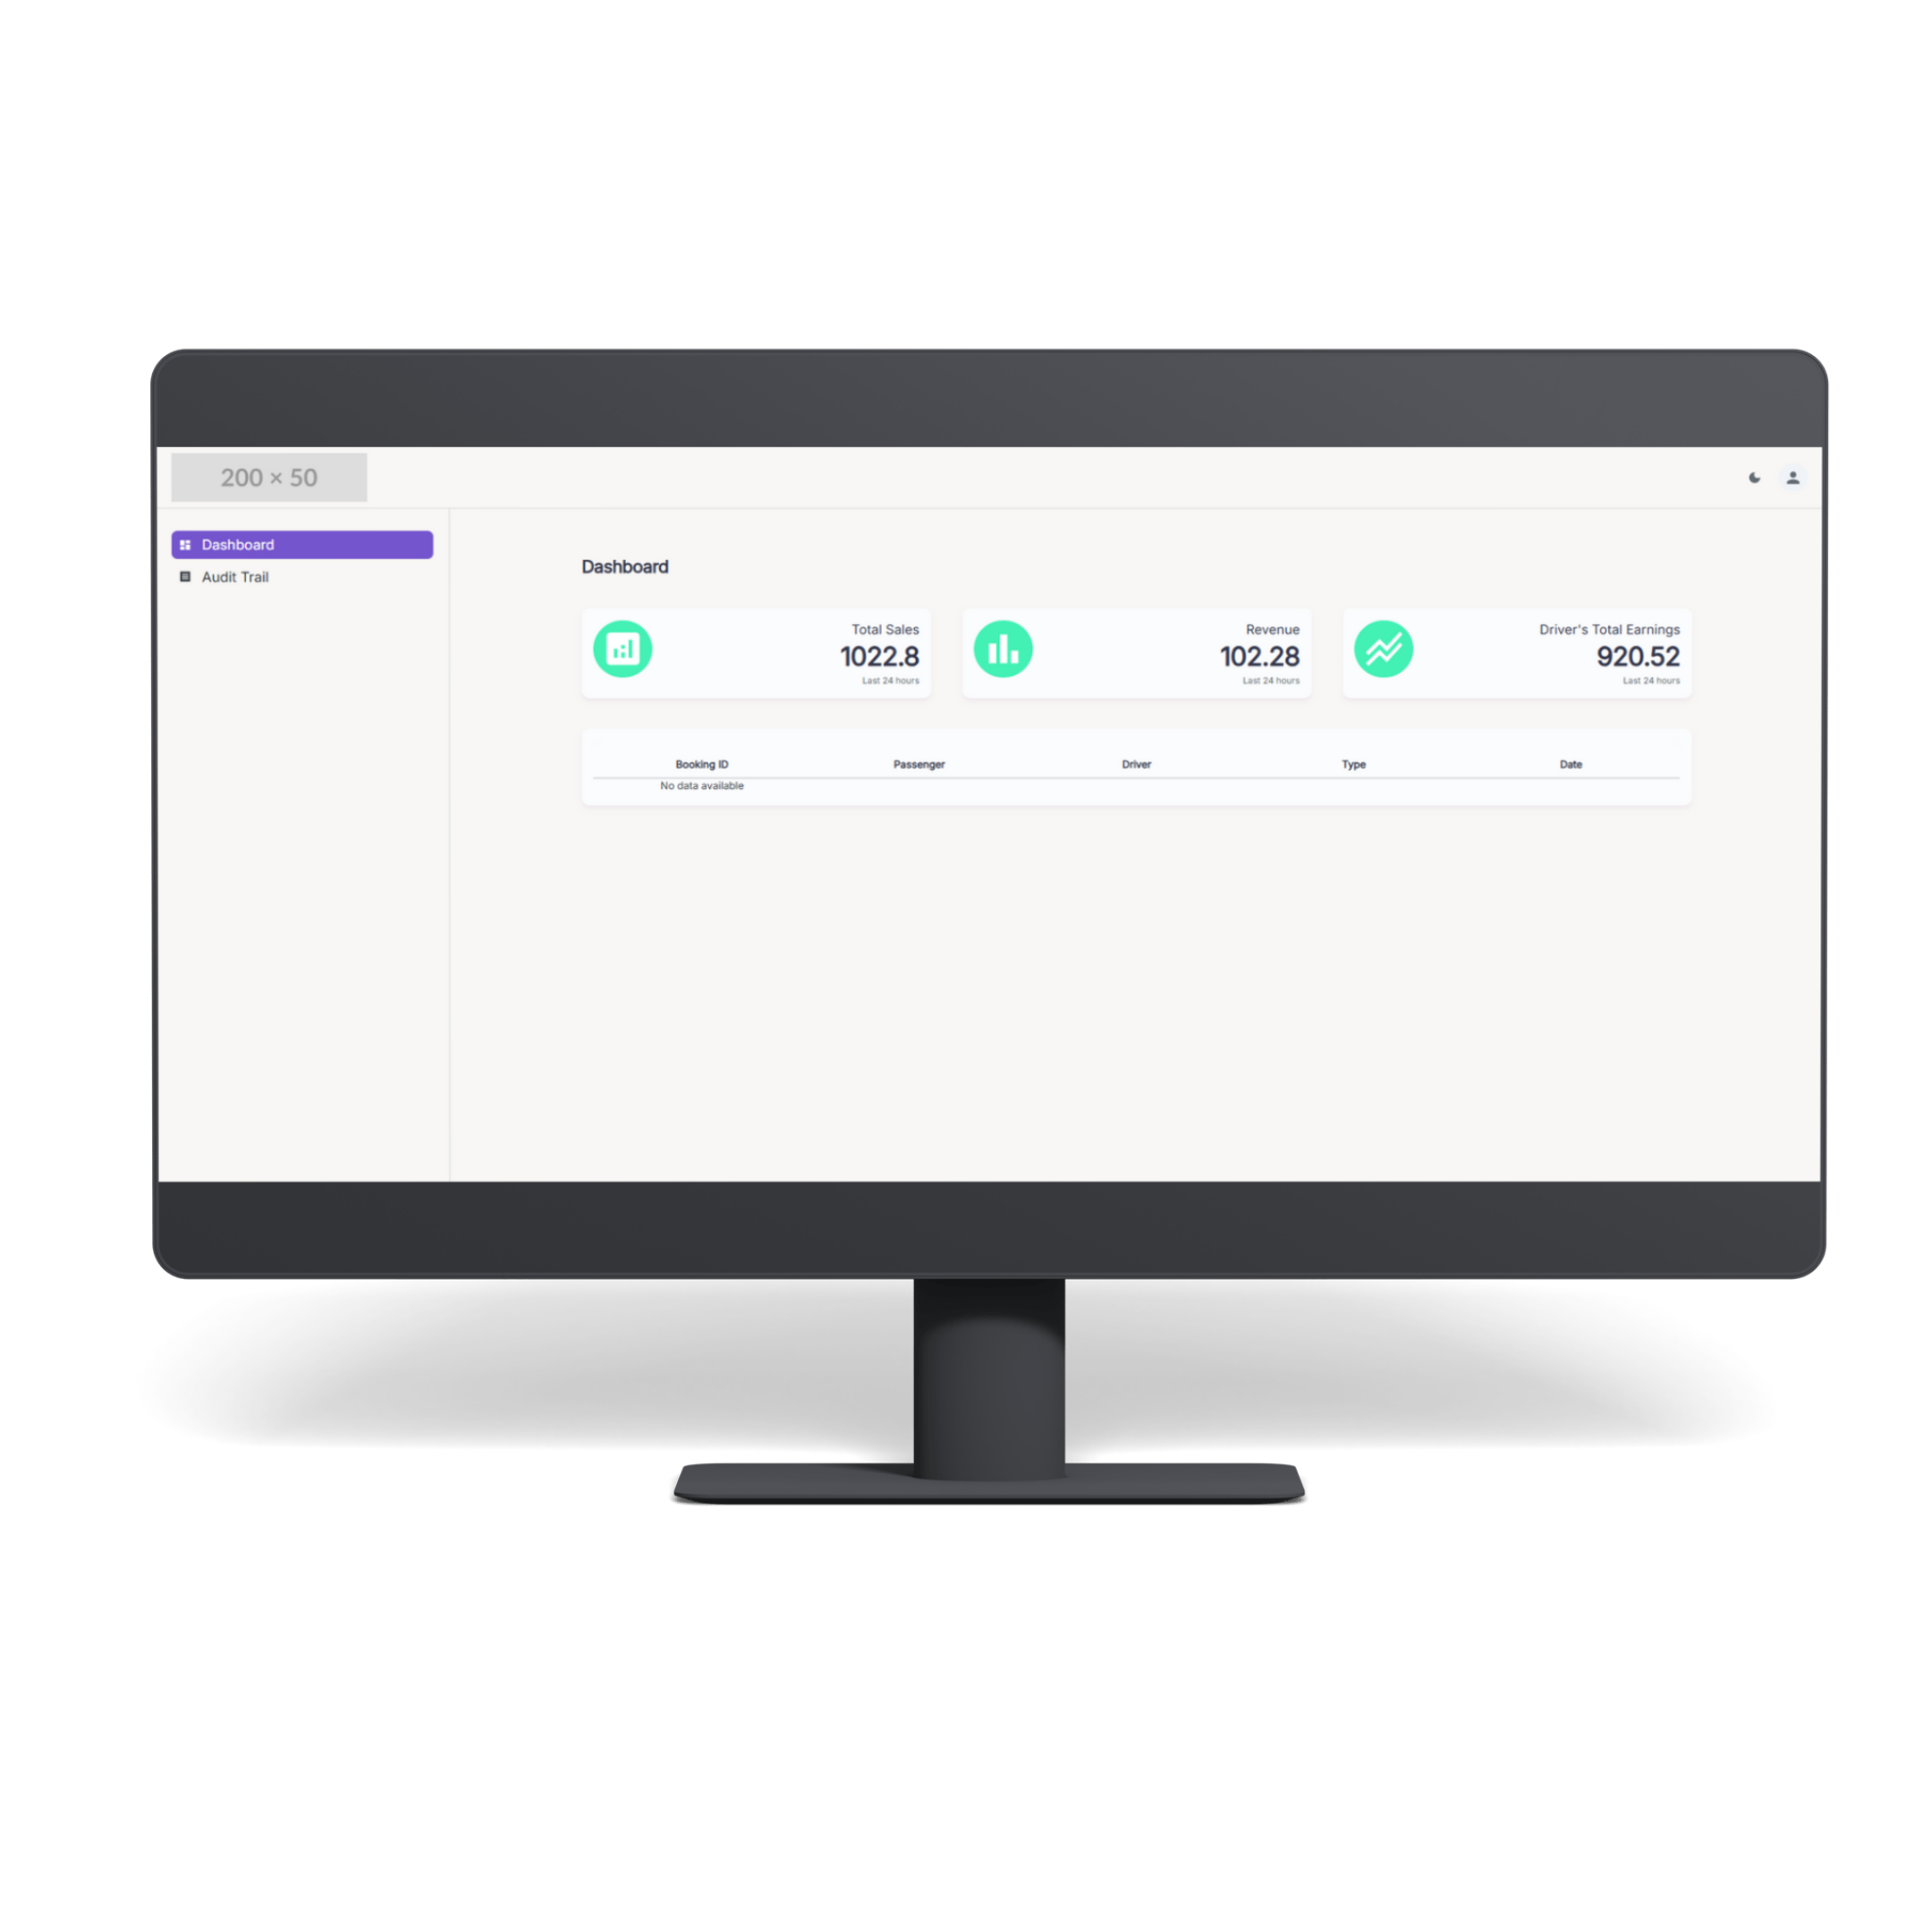 200 × 50
Dashboard
Audit Trail
Dashboard
Total Sales
1022.8
Last 24 hours
Revenue
102.28
Last 24 hours
Driver's Total Earnings
920.52
Last 24 hours
Booking ID Passenger Driver Type Date
No data available